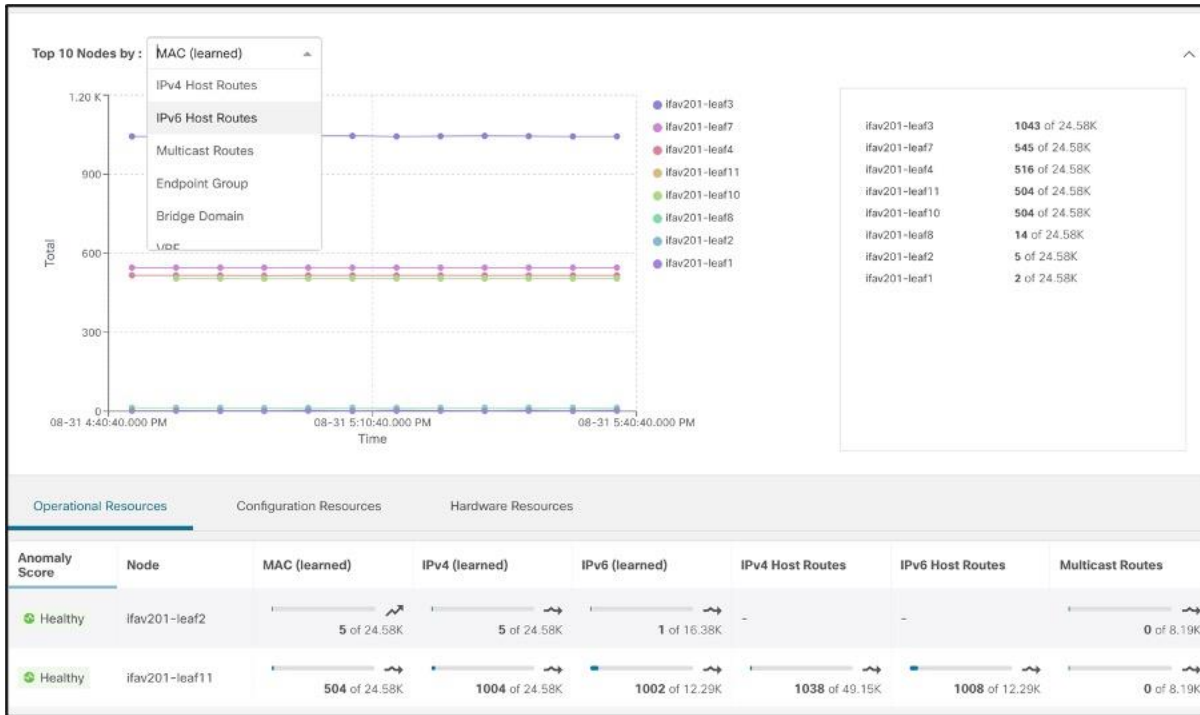 Top 10 Nodes by : MAC (learned)
IPv4 Host Routes
IPv6 Host Routes
Multicast Routes
Endpoint Group
Bridge Domain
VRF
1.20 K
900
600
300
0
Total
08-31 4:40:40.000 PM 08-31 5:10:40.000 PM 08-31 5:40:40.000 PM
Time
ifav201-leaf3
ifav201-leaf7
ifav201-leaf4
ifav201-leaf11
ifav201-leaf10
ifav201-leaf8
ifav201-leaf2
ifav201-leaf1
ifav201-leaf3 1043 of 24.58K
ifav201-leaf7 545 of 24.58K
ifav201-leaf4 516 of 24.58K
ifav201-leaf11 504 of 24.58K
ifav201-leaf10 504 of 24.58K
ifav201-leaf8 14 of 24.58K
ifav201-leaf2 5 of 24.58K
ifav201-leaf1 2 of 24.58K
Operational Resources Configuration Resources Hardware Resources
Anomaly Score Node MAC (learned) IPv4 (learned) IPv6 (learned) IPv4 Host Routes IPv6 Host Routes Multicast Routes
Healthy ifav201-leaf2 5 of 24.58K 5 of 24.58K 1 of 16.38K - - 0 of 8.19K
Healthy ifav201-leaf11 504 of 24.58K 1004 of 24.58K 1002 of 12.29K 1038 of 49.15K 1008 of 12.29K 0 of 8.19K